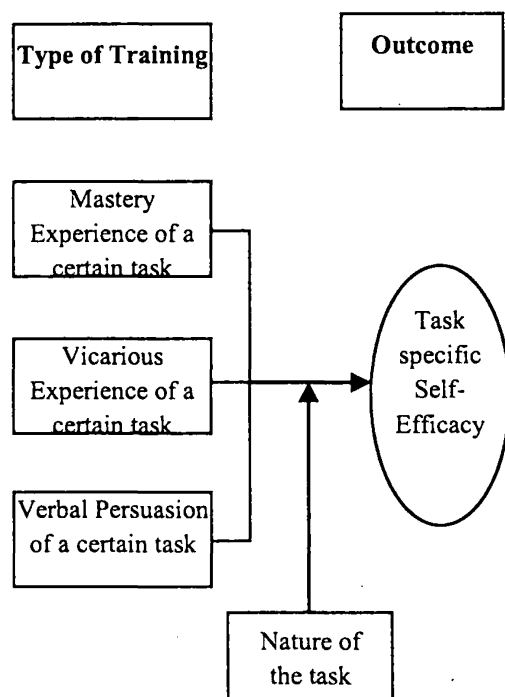 Type of Training
Outcome
Mastery
Experience of a
certain task
Vicarious
Experience of a
certain task
Verbal Persuasion
of a certain task
Task
specific
Self-
Efficacy
Nature of
the task